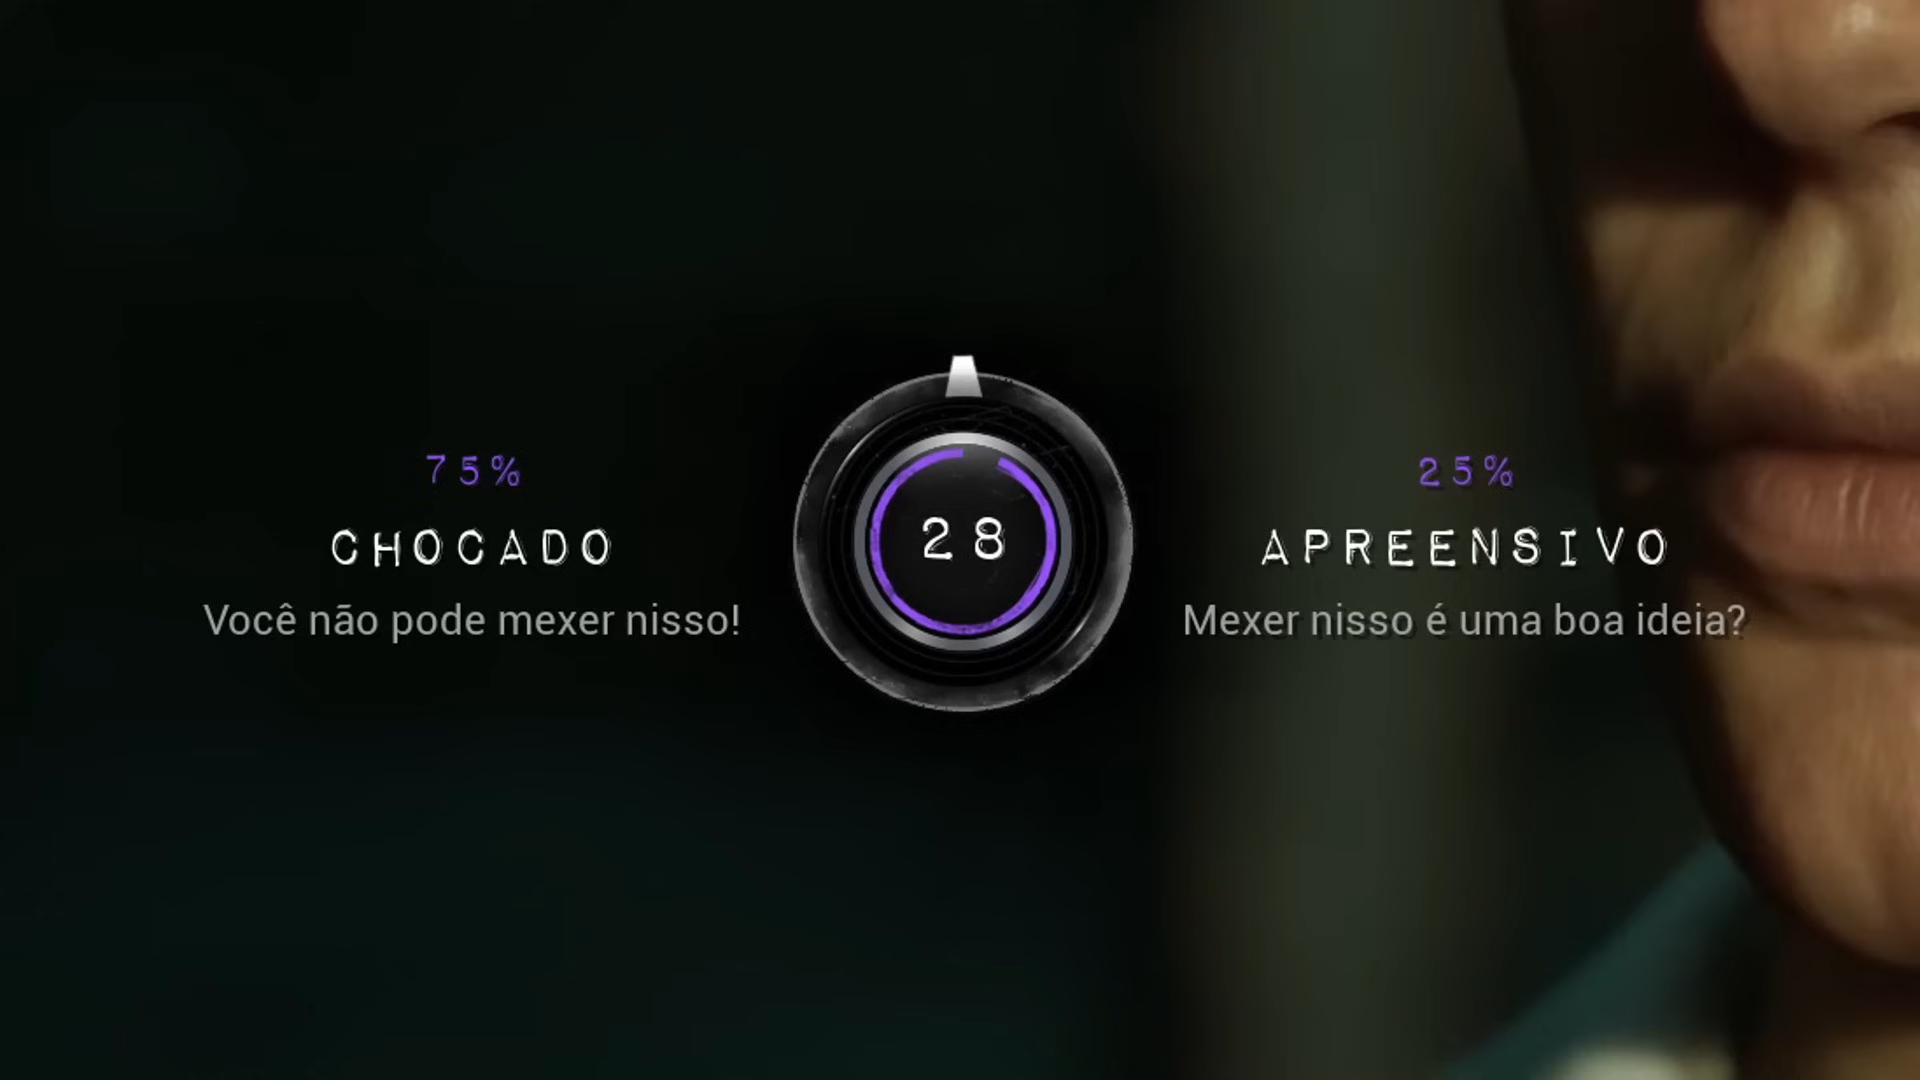 75%
CHOCADO
Você não pode mexer nisso!
28
25%
APREENSIVO
Mexer nisso é uma boa ideia?